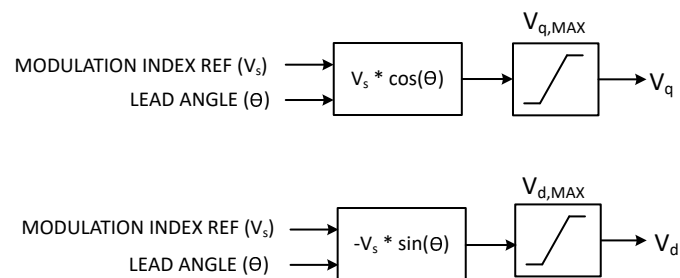 V_q,MAX
MODULATION INDEX REF (V_s)
V_s * cos(Θ)
V_q
LEAD ANGLE (Θ)
V_d,MAX
MODULATION INDEX REF (V_s)
-V_s * sin(Θ)
V_d
LEAD ANGLE (Θ)